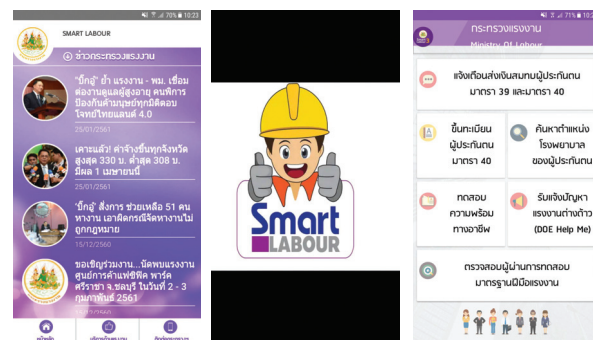 70% 10:23
SMART LABOUR
ข่าวกระทรวงแรงงาน
"บิ๊กอู๋" ย้ำ แรงงาน - พม. เชื่อม
ต่องานดูแลผู้สูงอายุ คนพิการ
ป้องกันค้ามนุษย์ทุกมิติตอบ
โจทย์ไทยแลนด์ 4.0
25/01/2561
เคาะแล้ว! ค่าจ้างขึ้นทุกจังหวัด
สูงสุด 330 บ. ต่ำสุด 308 บ.
มีผล 1 เมษายนนี้
25/01/2561
'บิ๊กอู๋' สั่งการ ช่วยเหลือ 51 คน
หางาน เอาผิดกรณีจัดหางานไม่
ถูกกฎหมาย
15/12/2560
ขอเชิญร่วมงาน...นัดพบแรงงาน
ศูนย์การค้าแฟซิฟิค พาร์ค
ศรีราชา จ.ชลบุรี ในวันที่ 2 - 3
กุมภาพันธ์ 2561
หน้าหลัก
Smart
LABOUR
71% 10:2
กระทรวงแรงงาน
Ministry Of Labour
แจ้งเตือนส่งเงินสมทบผู้ประกันตน
มาตรา 39 และมาตรา 40
ขึ้นทะเบียน
ผู้ประกันตน
มาตรา 40
ค้นหาตำแหน่ง
โรงพยาบาล
ของผู้ประกันตน
ทดสอบ
ความพร้อม
ทางอาชีพ
รับแจ้งปัญหา
แรงงานต่างด้าว
(DOE Help Me)
ตรวจสอบผู้ผ่านการทดสอบ
มาตรฐานฝีมือแรงงาน